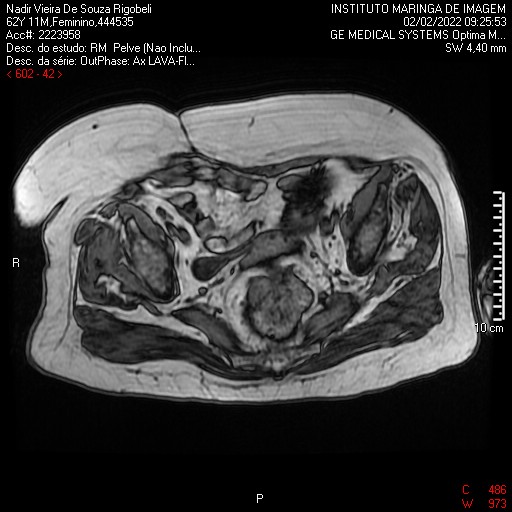 Nadir Vieira De Souza Rigobeli
62Y 11M,Feminino,444535
Acc#: 2223958
Desc. do estudo: RM Pelve (Nao Inclu...
Desc. da série: OutPhase: Ax LAVA-Fl...
< 602 - 42 >
INSTITUTO MARINGA DE IMAGEM
02/02/2022 09:25:53
GE MEDICAL SYSTEMS Optima M...
SW 4,40 mm
R
10 cm
P
C 486
W 973